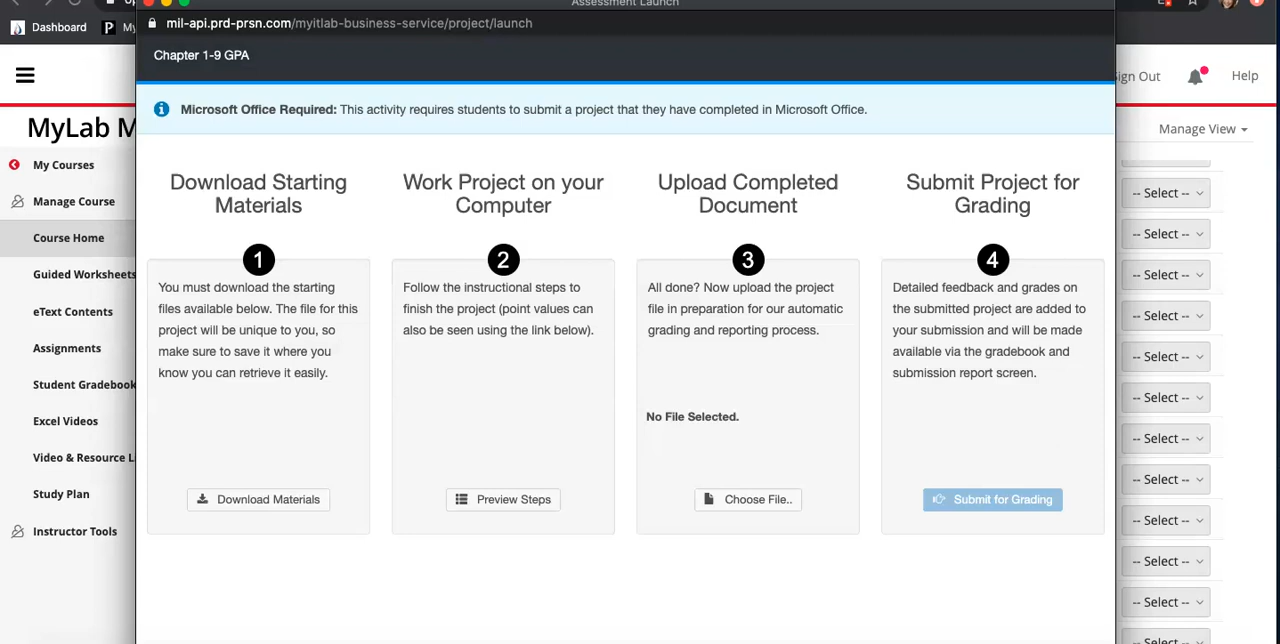 Assessment Launch
mil-api.prd-prsn.com/myitlab-business-service/project/launch
Dashboard
P My
Chapter 1-9 GPA
Sign Out
Help
Microsoft Office Required: This activity requires students to submit a project that they have completed in Microsoft Office.
MyLab M
Manage View
My Courses
Manage Course
Course Home
Guided Worksheets
eText Contents
Assignments
Student Gradebook
Excel Videos
Video & Resource L
Study Plan
Instructor Tools
Download Starting
Materials
1
You must download the starting
files available below. The file for this
project will be unique to you, so
make sure to save it where you
know you can retrieve it easily.
Download Materials
Work Project on your
Computer
2
Follow the instructional steps to
finish the project (point values can
also be seen using the link below).
Preview Steps
Upload Completed
Document
3
All done? Now upload the project
file in preparation for our automatic
grading and reporting process.
No File Selected.
Choose File..
Submit Project for
Grading
4
Detailed feedback and grades on
the submitted project are added to
your submission and will be made
available via the gradebook and
submission report screen.
Submit for Grading
-- Select --
-- Select --
-- Select --
-- Select --
-- Select --
-- Select --
-- Select --
-- Select --
-- Select --
-- Select --
-- Select --
-- Select --